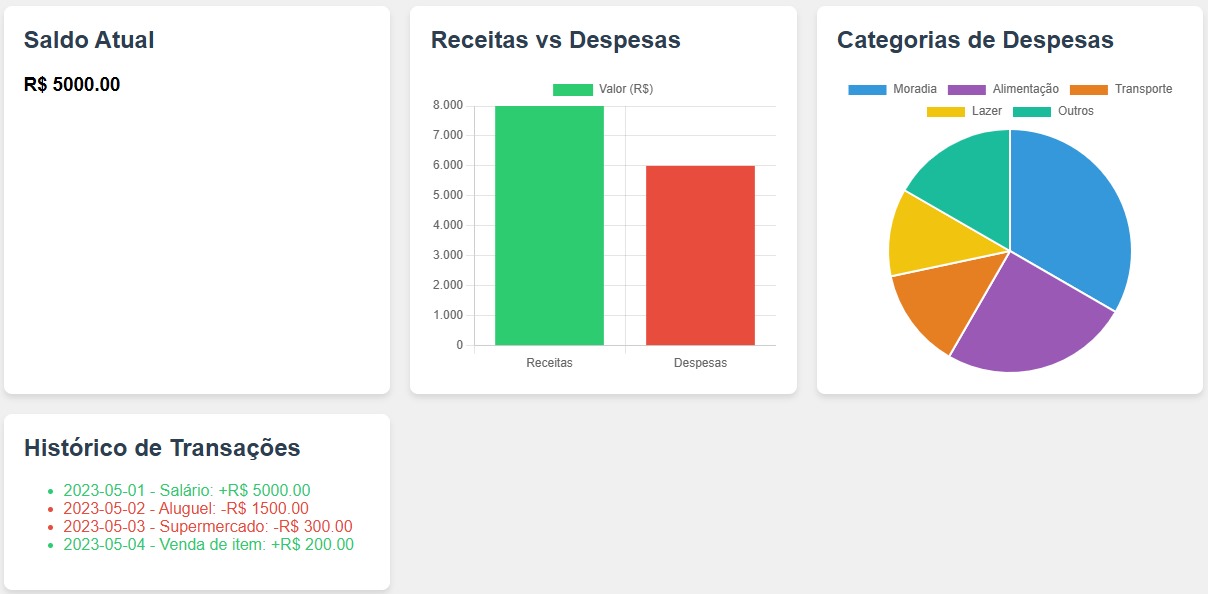 Saldo Atual
R$ 5000.00
Receitas vs Despesas
Valor (R$)
8.000
7.000
6.000
5.000
4.000
3.000
2.000
1.000
0
Receitas Despesas
Categorias de Despesas
Moradia Alimentação Transporte
Lazer Outros
Histórico de Transações
2023-05-01 - Salário: +R$ 5000.00
2023-05-02 - Aluguel: -R$ 1500.00
2023-05-03 - Supermercado: -R$ 300.00
2023-05-04 - Venda de item: +R$ 200.00